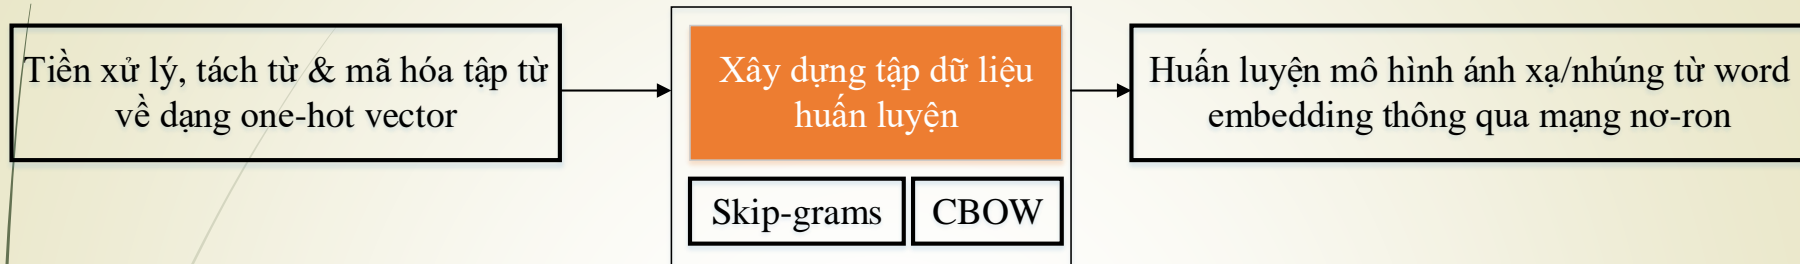 Tiền xử lý, tách từ & mã hóa tập từ
về dạng one-hot vector
Xây dựng tập dữ liệu
huấn luyện
Skip-grams
CBOW
Huấn luyện mô hình ánh xạ/nhúng từ word
embedding thông qua mạng nơ-ron